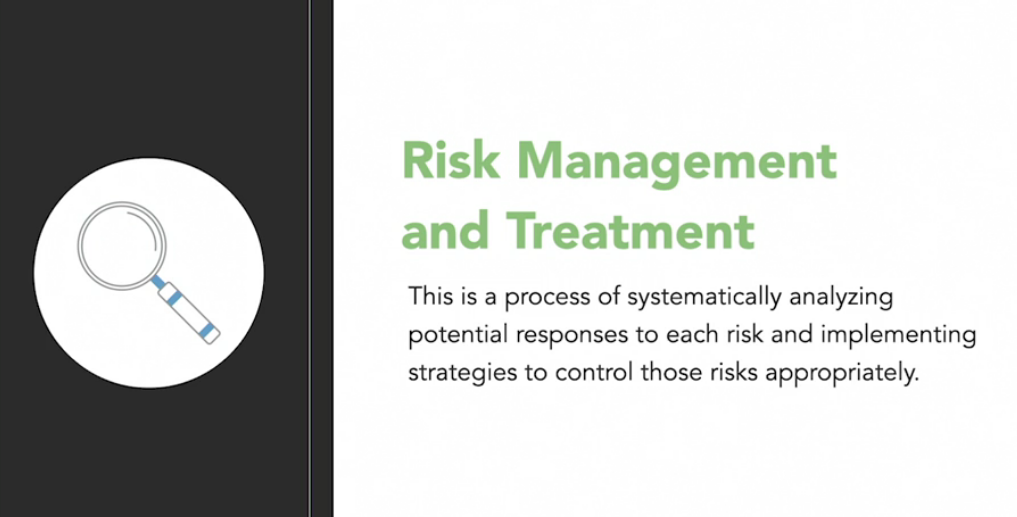 Risk Management
and Treatment
This is a process of systematically analyzing
potential responses to each risk and implementing
strategies to control those risks appropriately.